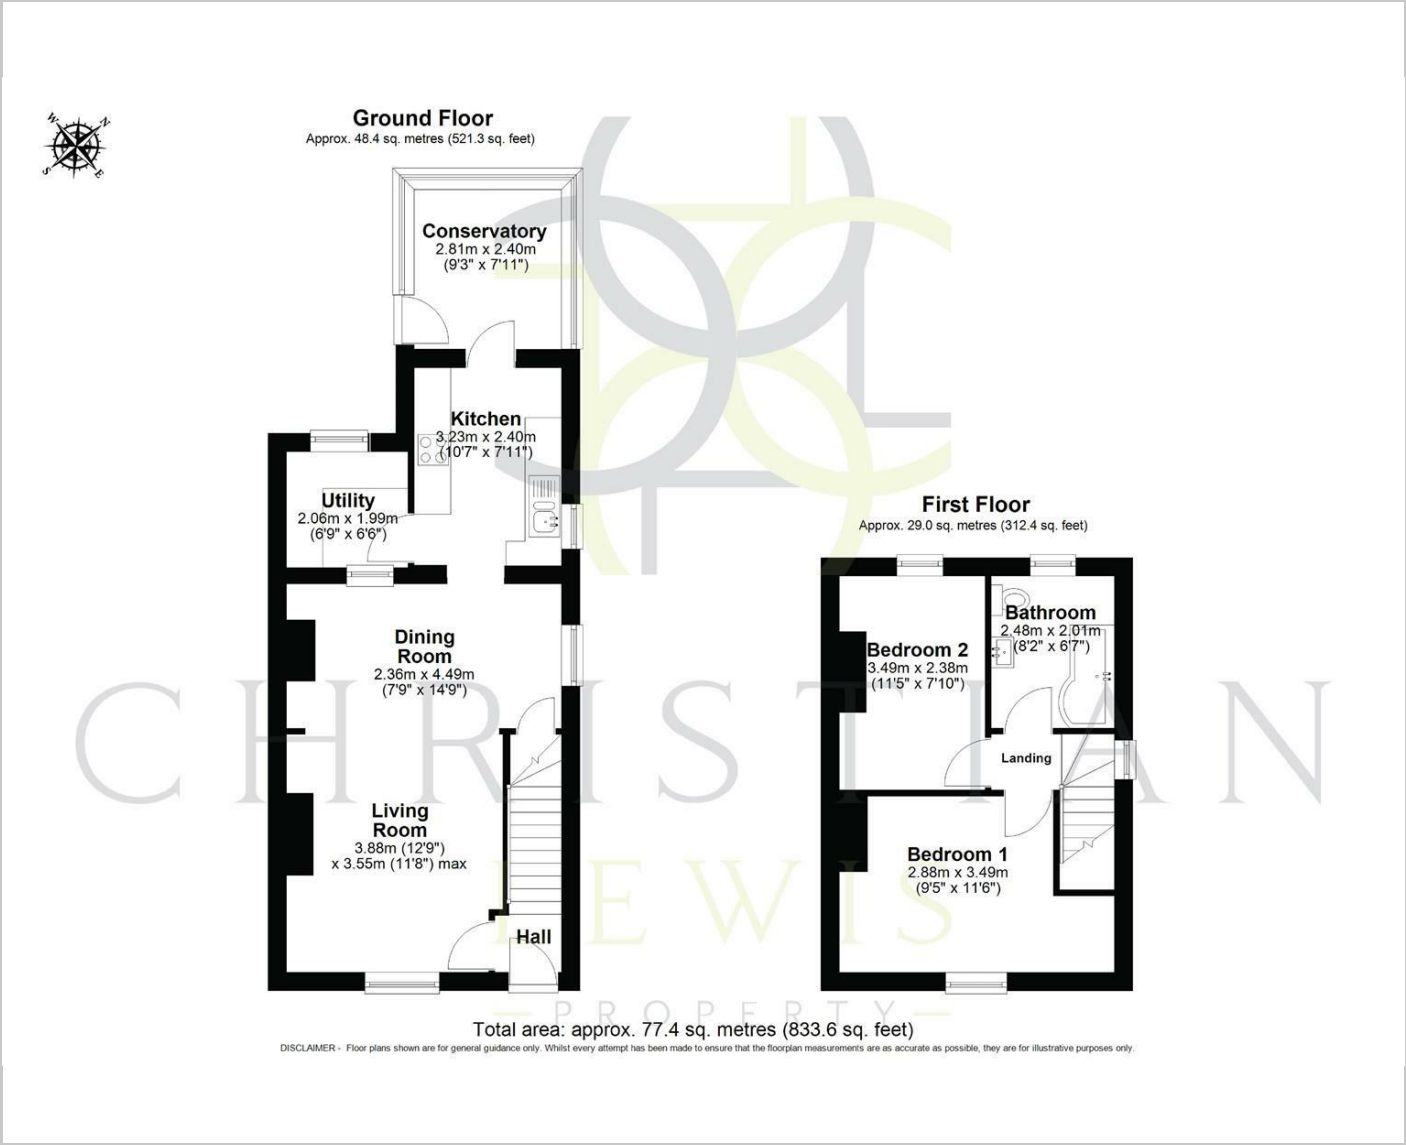 W
N
S
E
Ground Floor
Approx. 48.4 sq. metres (521.3 sq. feet)
Conservatory
2.81m x 2.40m
(9'3" x 7'11")
Kitchen
3.23m x 2.40m
(10'7" x 7'11")
Utility
2.06m x 1.99m
(6'9" x 6'6")
Dining
Room
2.36m x 4.49m
(7'9" x 14'9")
Living
Room
3.88m (12'9")
x 3.55m (11'8") max
Hall
First Floor
Approx. 29.0 sq. metres (312.4 sq. feet)
Bathroom
2.48m x 2.01m
(8'2" x 6'7")
Bedroom 2
3.49m x 2.38m
(11'5" x 7'10")
Landing
Bedroom 1
2.88m x 3.49m
(9'5" x 11'6")
CHRISTIAN
LEWIS
PROPERTY
Total area: approx. 77.4 sq. metres (833.6 sq. feet)
DISCLAIMER - Floor plans shown are for general guidance only. Whilst every attempt has been made to ensure that the floorplan measurements are as accurate as possible, they are for illustrative purposes only.